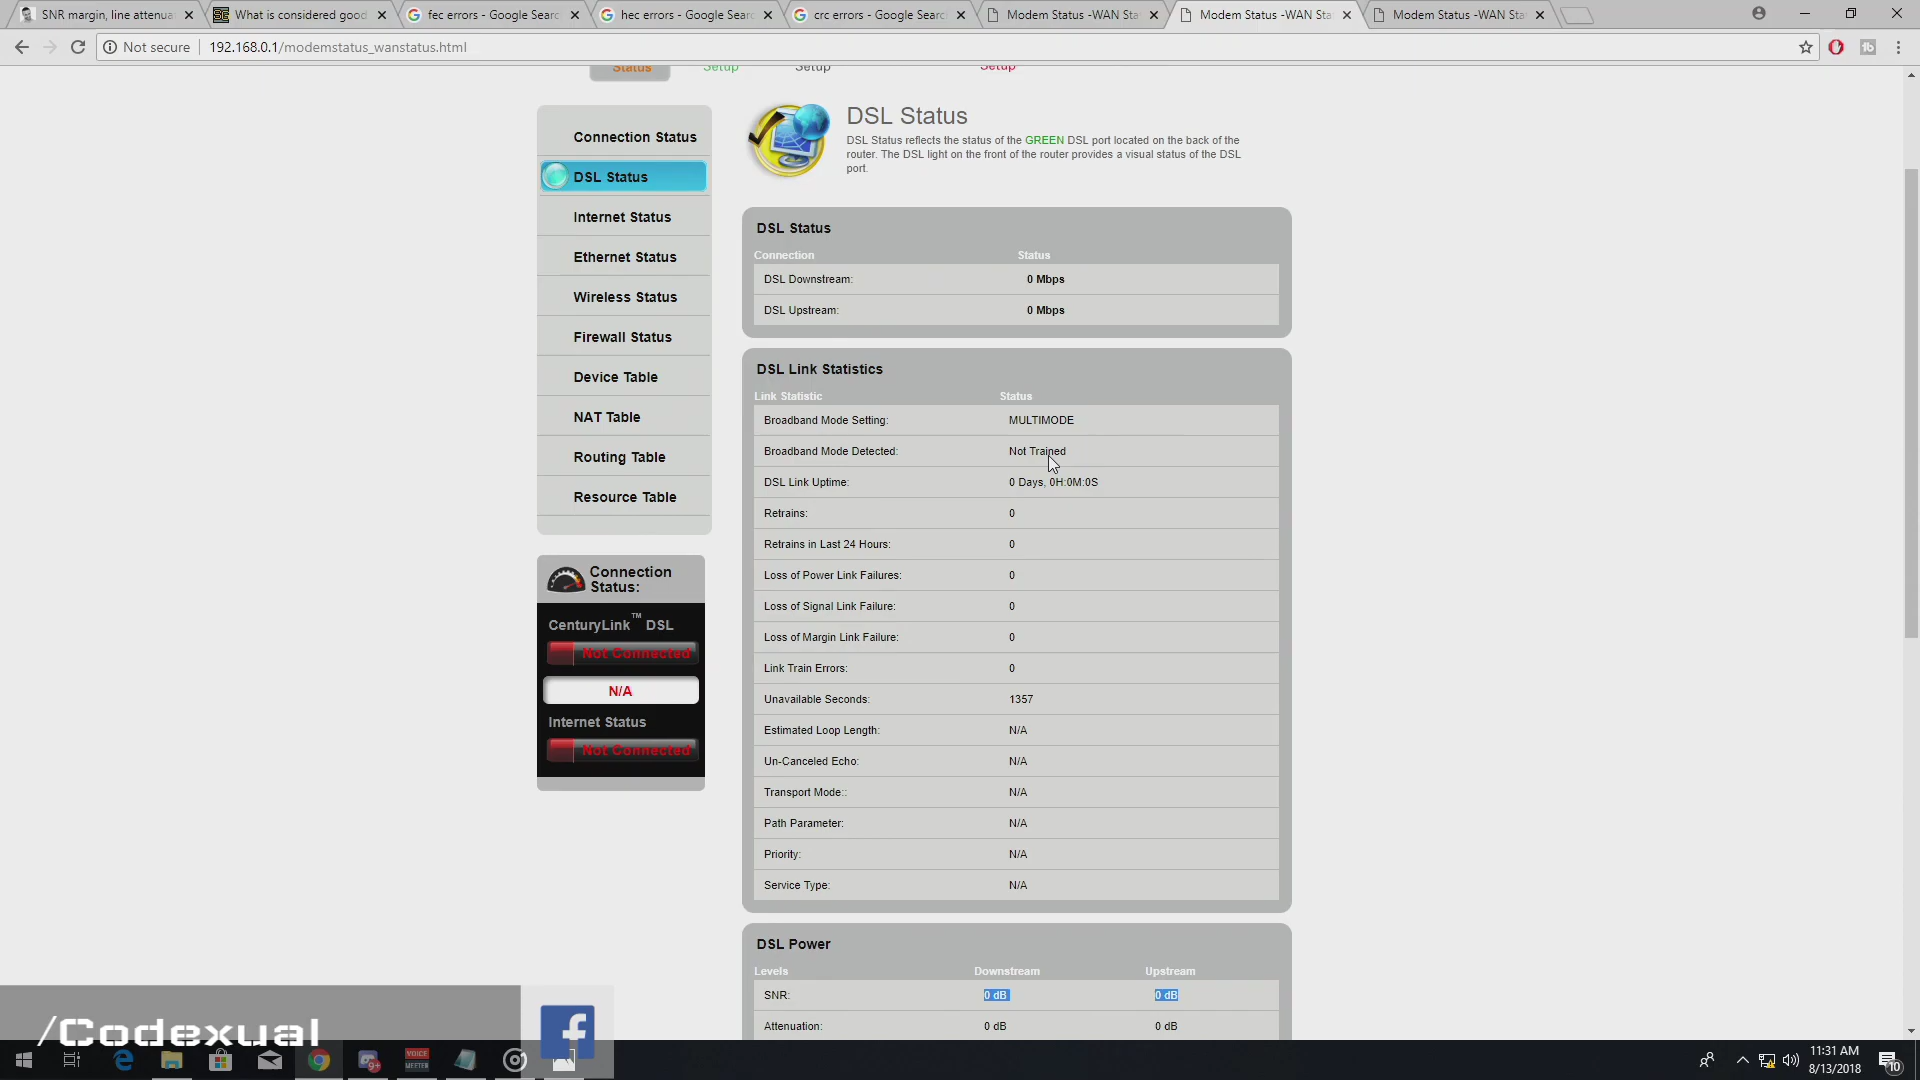 SNR margin, line attenua
What is considered good
fec errors - Google Searc
hec errors - Google Searc
crc errors - Google Searc
Modem Status -WAN Sta
Modem Status -WAN Sta
Modem Status -WAN Sta
Not secure
192.168.0.1/modemstatus_wanstatus.html
Status
Setup
Setup
Setup
Connection Status
DSL Status
Internet Status
Ethernet Status
Wireless Status
Firewall Status
Device Table
NAT Table
Routing Table
Resource Table
Connection
Status:
CenturyLink™ DSL
Not Connected
N/A
Internet Status
Not Connected
DSL Status
DSL Status reflects the status of the GREEN DSL port located on the back of the
router. The DSL light on the front of the router provides a visual status of the DSL
port.
DSL Status
Connection Status
DSL Downstream: 0 Mbps
DSL Upstream: 0 Mbps
DSL Link Statistics
Link Statistic Status
Broadband Mode Setting: MULTIMODE
Broadband Mode Detected: Not Trained
DSL Link Uptime: 0 Days, 0H:0M:0S
Retrains: 0
Retrains in Last 24 Hours: 0
Loss of Power Link Failures: 0
Loss of Signal Link Failure: 0
Loss of Margin Link Failure: 0
Link Train Errors: 0
Unavailable Seconds: 1357
Estimated Loop Length: N/A
Un-Canceled Echo: N/A
Transport Mode:: N/A
Path Parameter: N/A
Priority: N/A
Service Type: N/A
DSL Power
Levels Downstream Upstream
SNR: 0 dB 0 dB
Attenuation: 0 dB 0 dB
/Codexual
VOICE
MEETER
9+
11:31 AM
8/13/2018
10